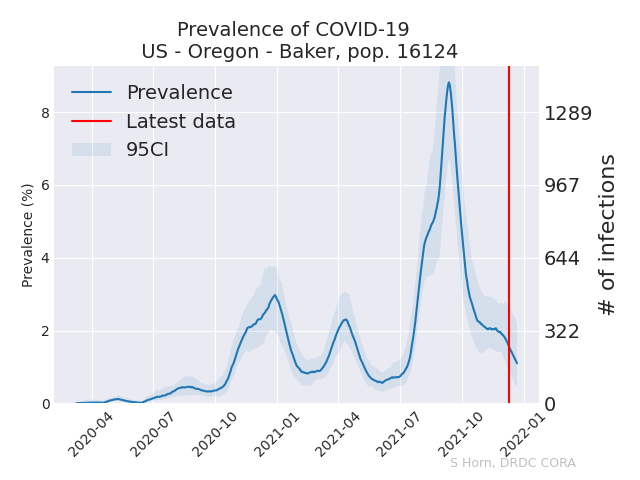 Prevalence of COVID-19
US - Oregon - Baker, pop. 16124
Prevalence
Latest data
95CI
Prevalence (%)
8
6
4
2
0
1289
967
644
322
0
# of infections
2020-04
2020-07
2020-10
2021-01
2021-04
2021-07
2021-10
2022-01
S Horn, DRDC CORA